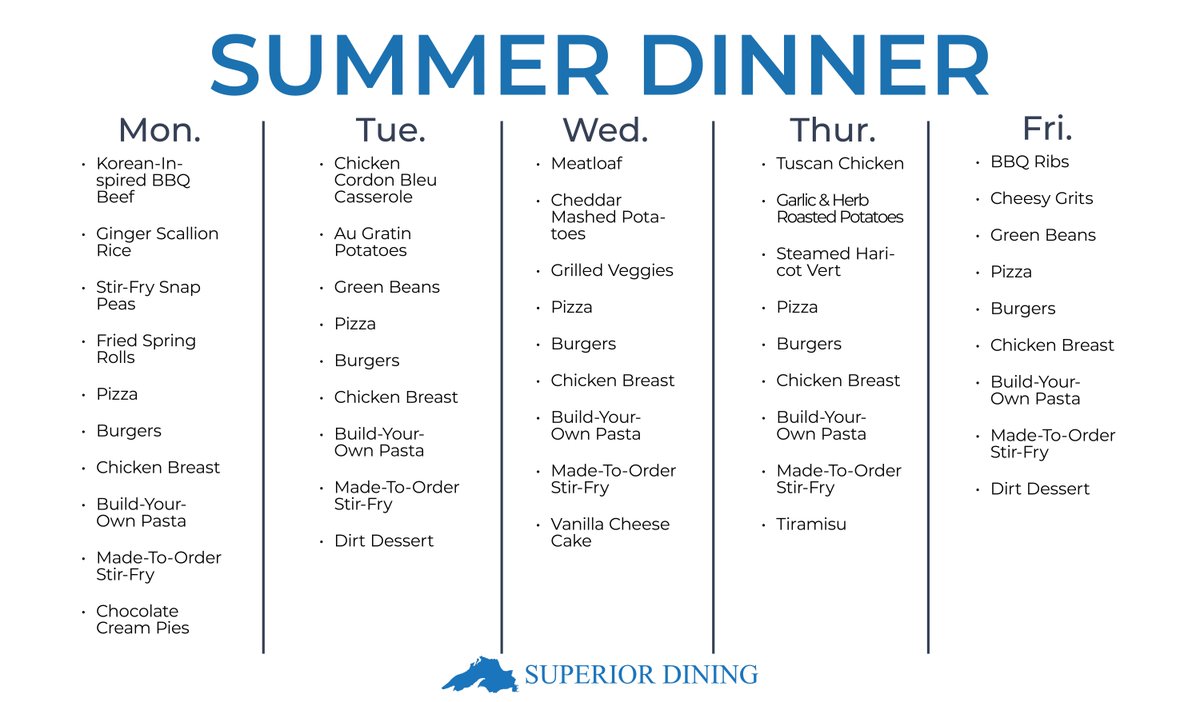 SUMMER DINNER
Mon.
• Korean-In-
spired BBQ
Beef
• Ginger Scallion
Rice
• Stir-Fry Snap
Peas
• Fried Spring
Rolls
• Pizza
• Burgers
• Chicken Breast
• Build-Your-
Own Pasta
• Made-To-Order
Stir-Fry
• Chocolate
Cream Pies
Tue.
• Chicken
Cordon Bleu
Casserole
• Au Gratin
Potatoes
• Green Beans
• Pizza
• Burgers
• Chicken Breast
• Build-Your-
Own Pasta
• Made-To-Order
Stir-Fry
• Dirt Dessert
Wed.
• Meatloaf
• Cheddar
Mashed Pota-
toes
• Grilled Veggies
• Pizza
• Burgers
• Chicken Breast
• Build-Your-
Own Pasta
• Made-To-Order
Stir-Fry
• Vanilla Cheese
Cake
Thur.
• Tuscan Chicken
• Garlic & Herb
Roasted Potatoes
• Steamed Hari-
cot Vert
• Pizza
• Burgers
• Chicken Breast
• Build-Your-
Own Pasta
• Made-To-Order
Stir-Fry
• Tiramisu
Fri.
• BBQ Ribs
• Cheesy Grits
• Green Beans
• Pizza
• Burgers
• Chicken Breast
• Build-Your-
Own Pasta
• Made-To-Order
Stir-Fry
• Dirt Dessert
SUPERIOR DINING